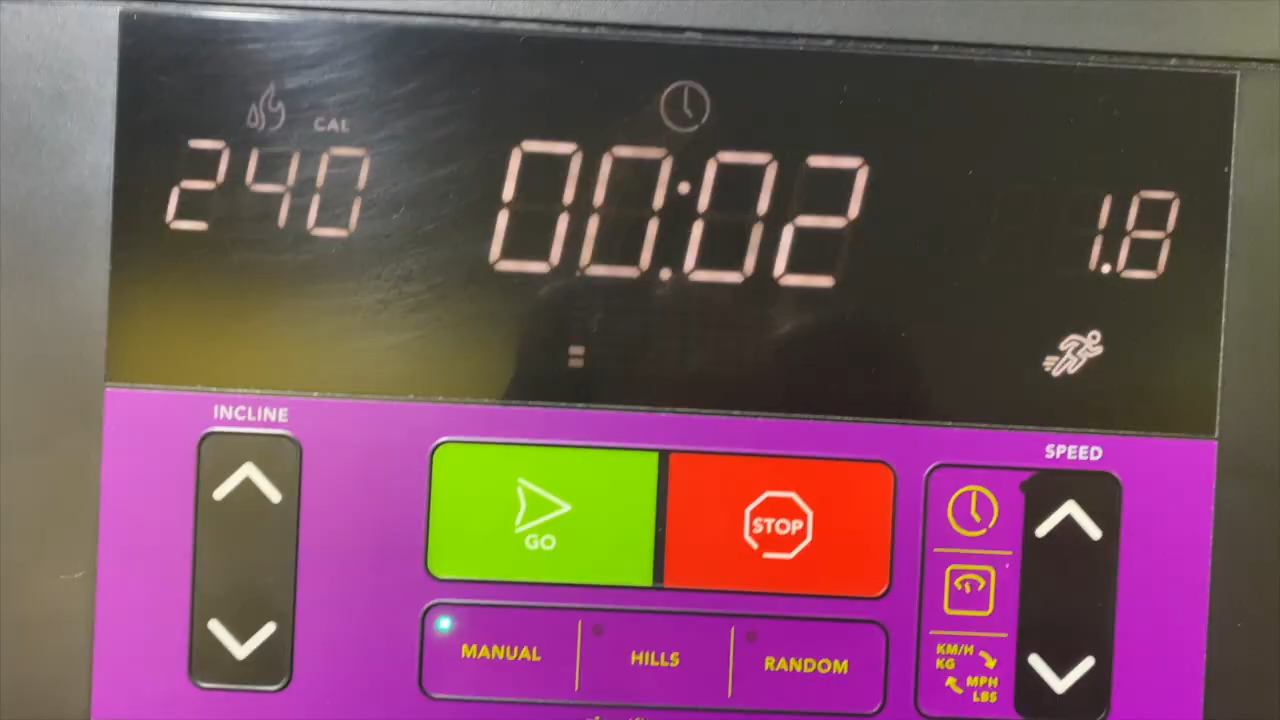 CAL
240
00:02
1.8
INCLINE
SPEED
GO
STOP
MANUAL
HILLS
RANDOM
KM/H
KG
MPH
LBS